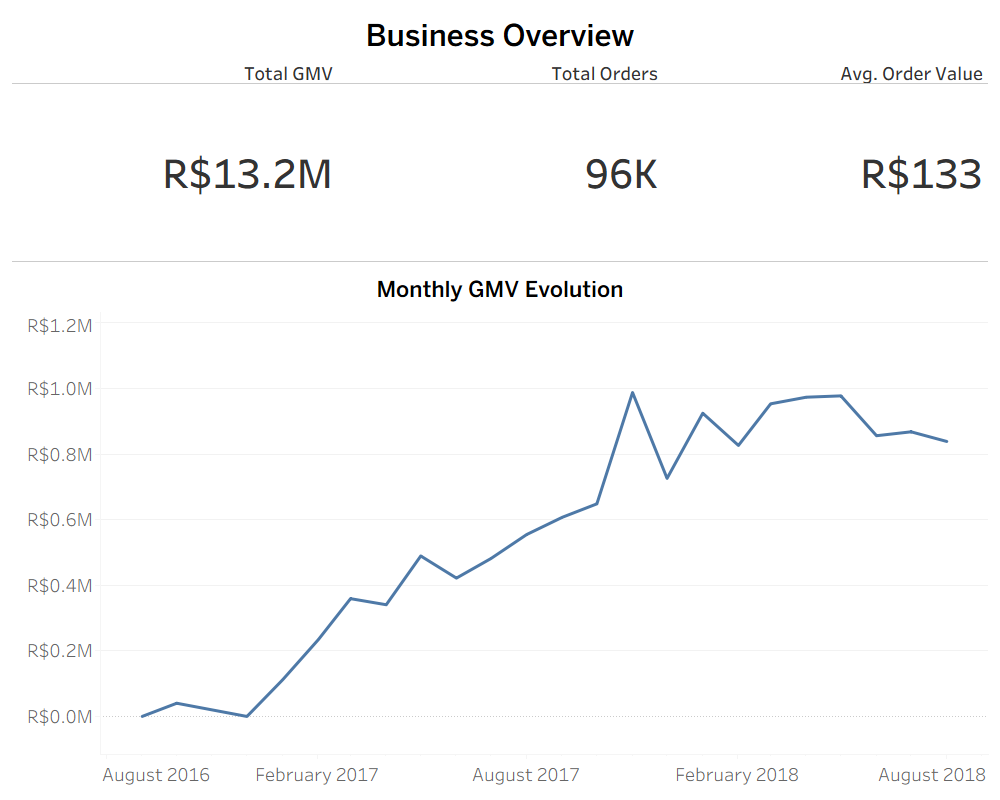 Business Overview
Total GMV Total Orders Avg. Order Value
R$13.2M 96K R$133
Monthly GMV Evolution
R$1.2M
R$1.0M
R$0.8M
R$0.6M
R$0.4M
R$0.2M
R$0.0M
August 2016 February 2017 August 2017 February 2018 August 2018